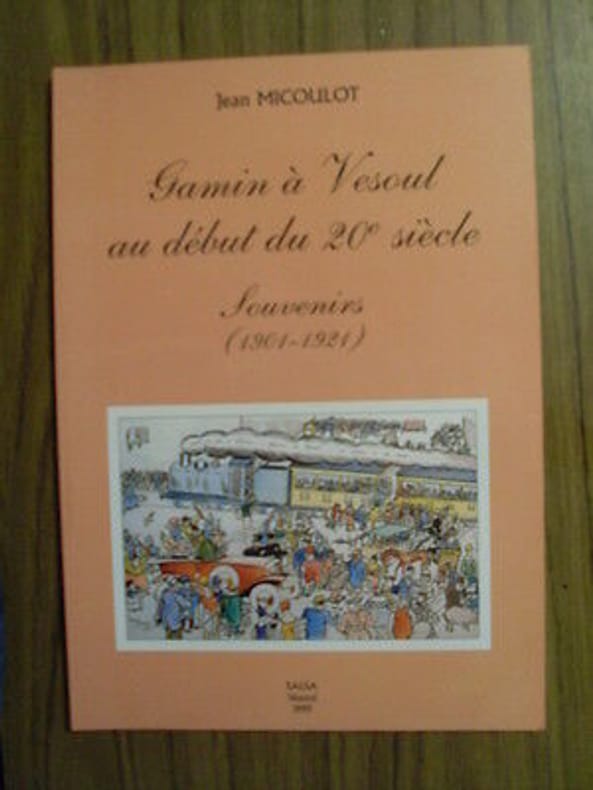 Jean MICOULOT
Gamin à Vesoul
au début du 20e siècle
Souvenirs
(1901-1921)
SALSA
Vesoul